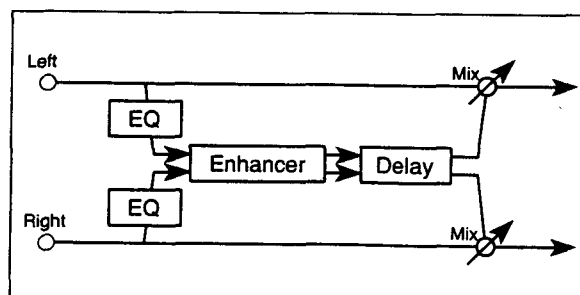 Left
Mix
EQ
Enhancer
Delay
EQ
Right
Mix